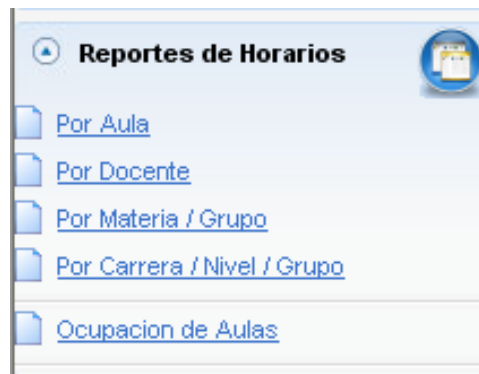 Reportes de Horarios
Por Aula
Por Docente
Por Materia / Grupo
Por Carrera / Nivel / Grupo
Ocupacion de Aulas